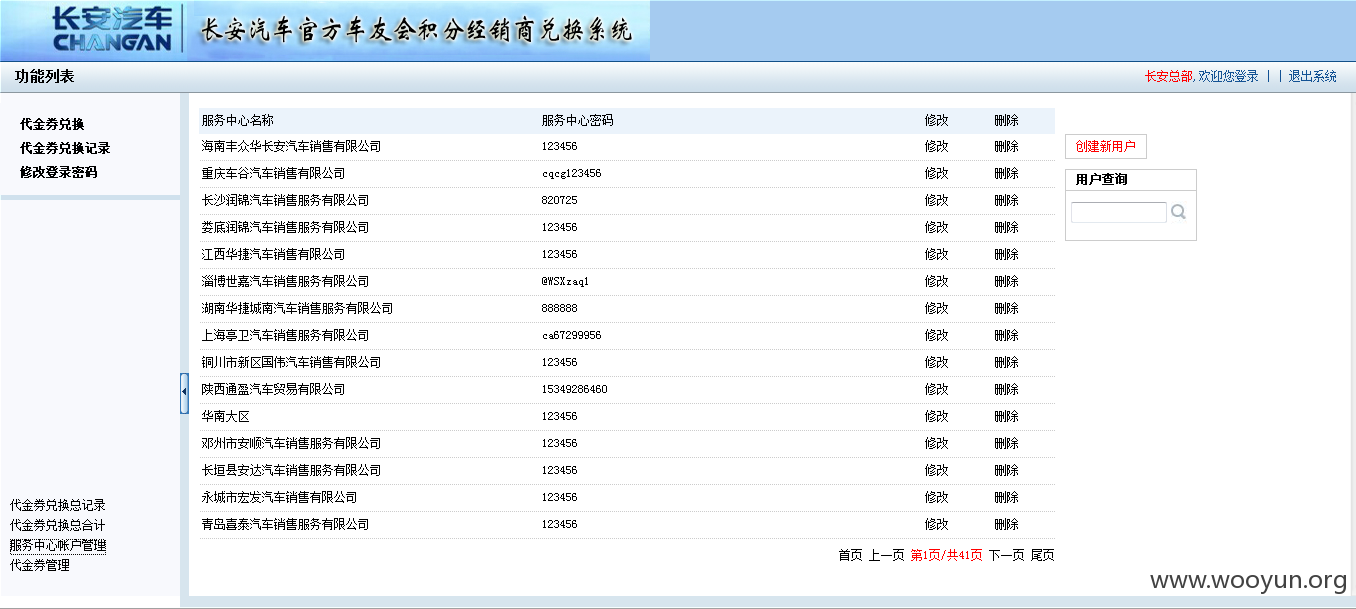 长安汽车 CHANGAN 长安汽车官方车友会积分经销商兑换系统
功能列表 长安总部, 欢迎您登录 | | 退出系统
代金券兑换
代金券兑换记录
修改登录密码
服务中心名称 服务中心密码 修改 删除
海南丰众华长安汽车销售有限公司 123456 修改 删除
重庆车谷汽车销售有限公司 cqcg123456 修改 删除
长沙润锦汽车销售服务有限公司 820725 修改 删除
娄底润锦汽车销售服务有限公司 123456 修改 删除
江西华捷汽车销售有限公司 123456 修改 删除
淄博世嘉汽车销售服务有限公司 @WSXzaq1 修改 删除
湖南华捷城南汽车销售服务有限公司 888888 修改 删除
上海亭卫汽车销售服务有限公司 ca67299956 修改 删除
铜川市新区国伟汽车销售有限公司 123456 修改 删除
陕西通盈汽车贸易有限公司 15349286460 修改 删除
华南大区 123456 修改 删除
邓州市安顺汽车销售服务有限公司 123456 修改 删除
长垣县安达汽车销售服务有限公司 123456 修改 删除
永城市宏发汽车销售有限公司 123456 修改 删除
青岛喜泰汽车销售服务有限公司 123456 修改 删除
首页 上一页 第1页/共41页 下一页 尾页
创建新用户
用户查询
代金券兑换总记录
代金券兑换总合计
服务中心帐户管理
代金券管理
www.wooyun.org